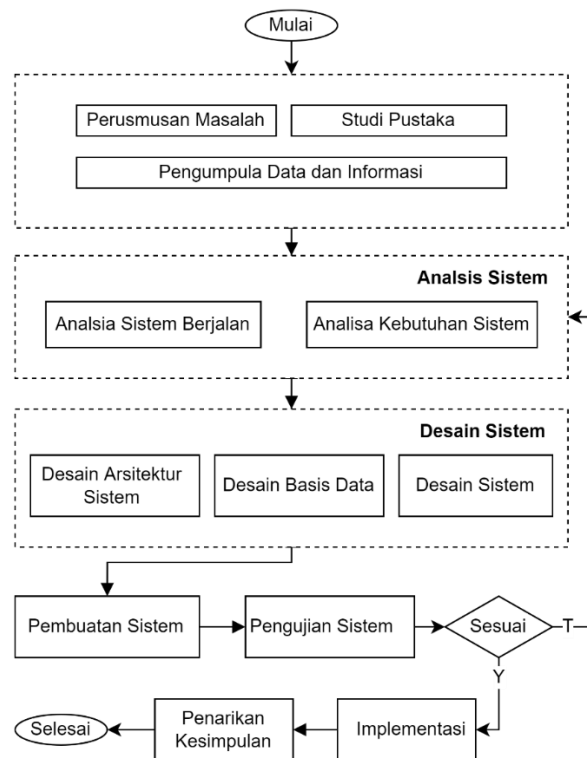 Mulai
Perusmusan Masalah
Studi Pustaka
Pengumpula Data dan Informasi
Analsis Sistem
Analsia Sistem Berjalan
Analisa Kebutuhan Sistem
Desain Sistem
Desain Arsitektur
Sistem
Desain Basis Data
Desain Sistem
Pembuatan Sistem
Pengujian Sistem
Sesuai
T
Y
Selesai
Penarikan
Kesimpulan
Implementasi